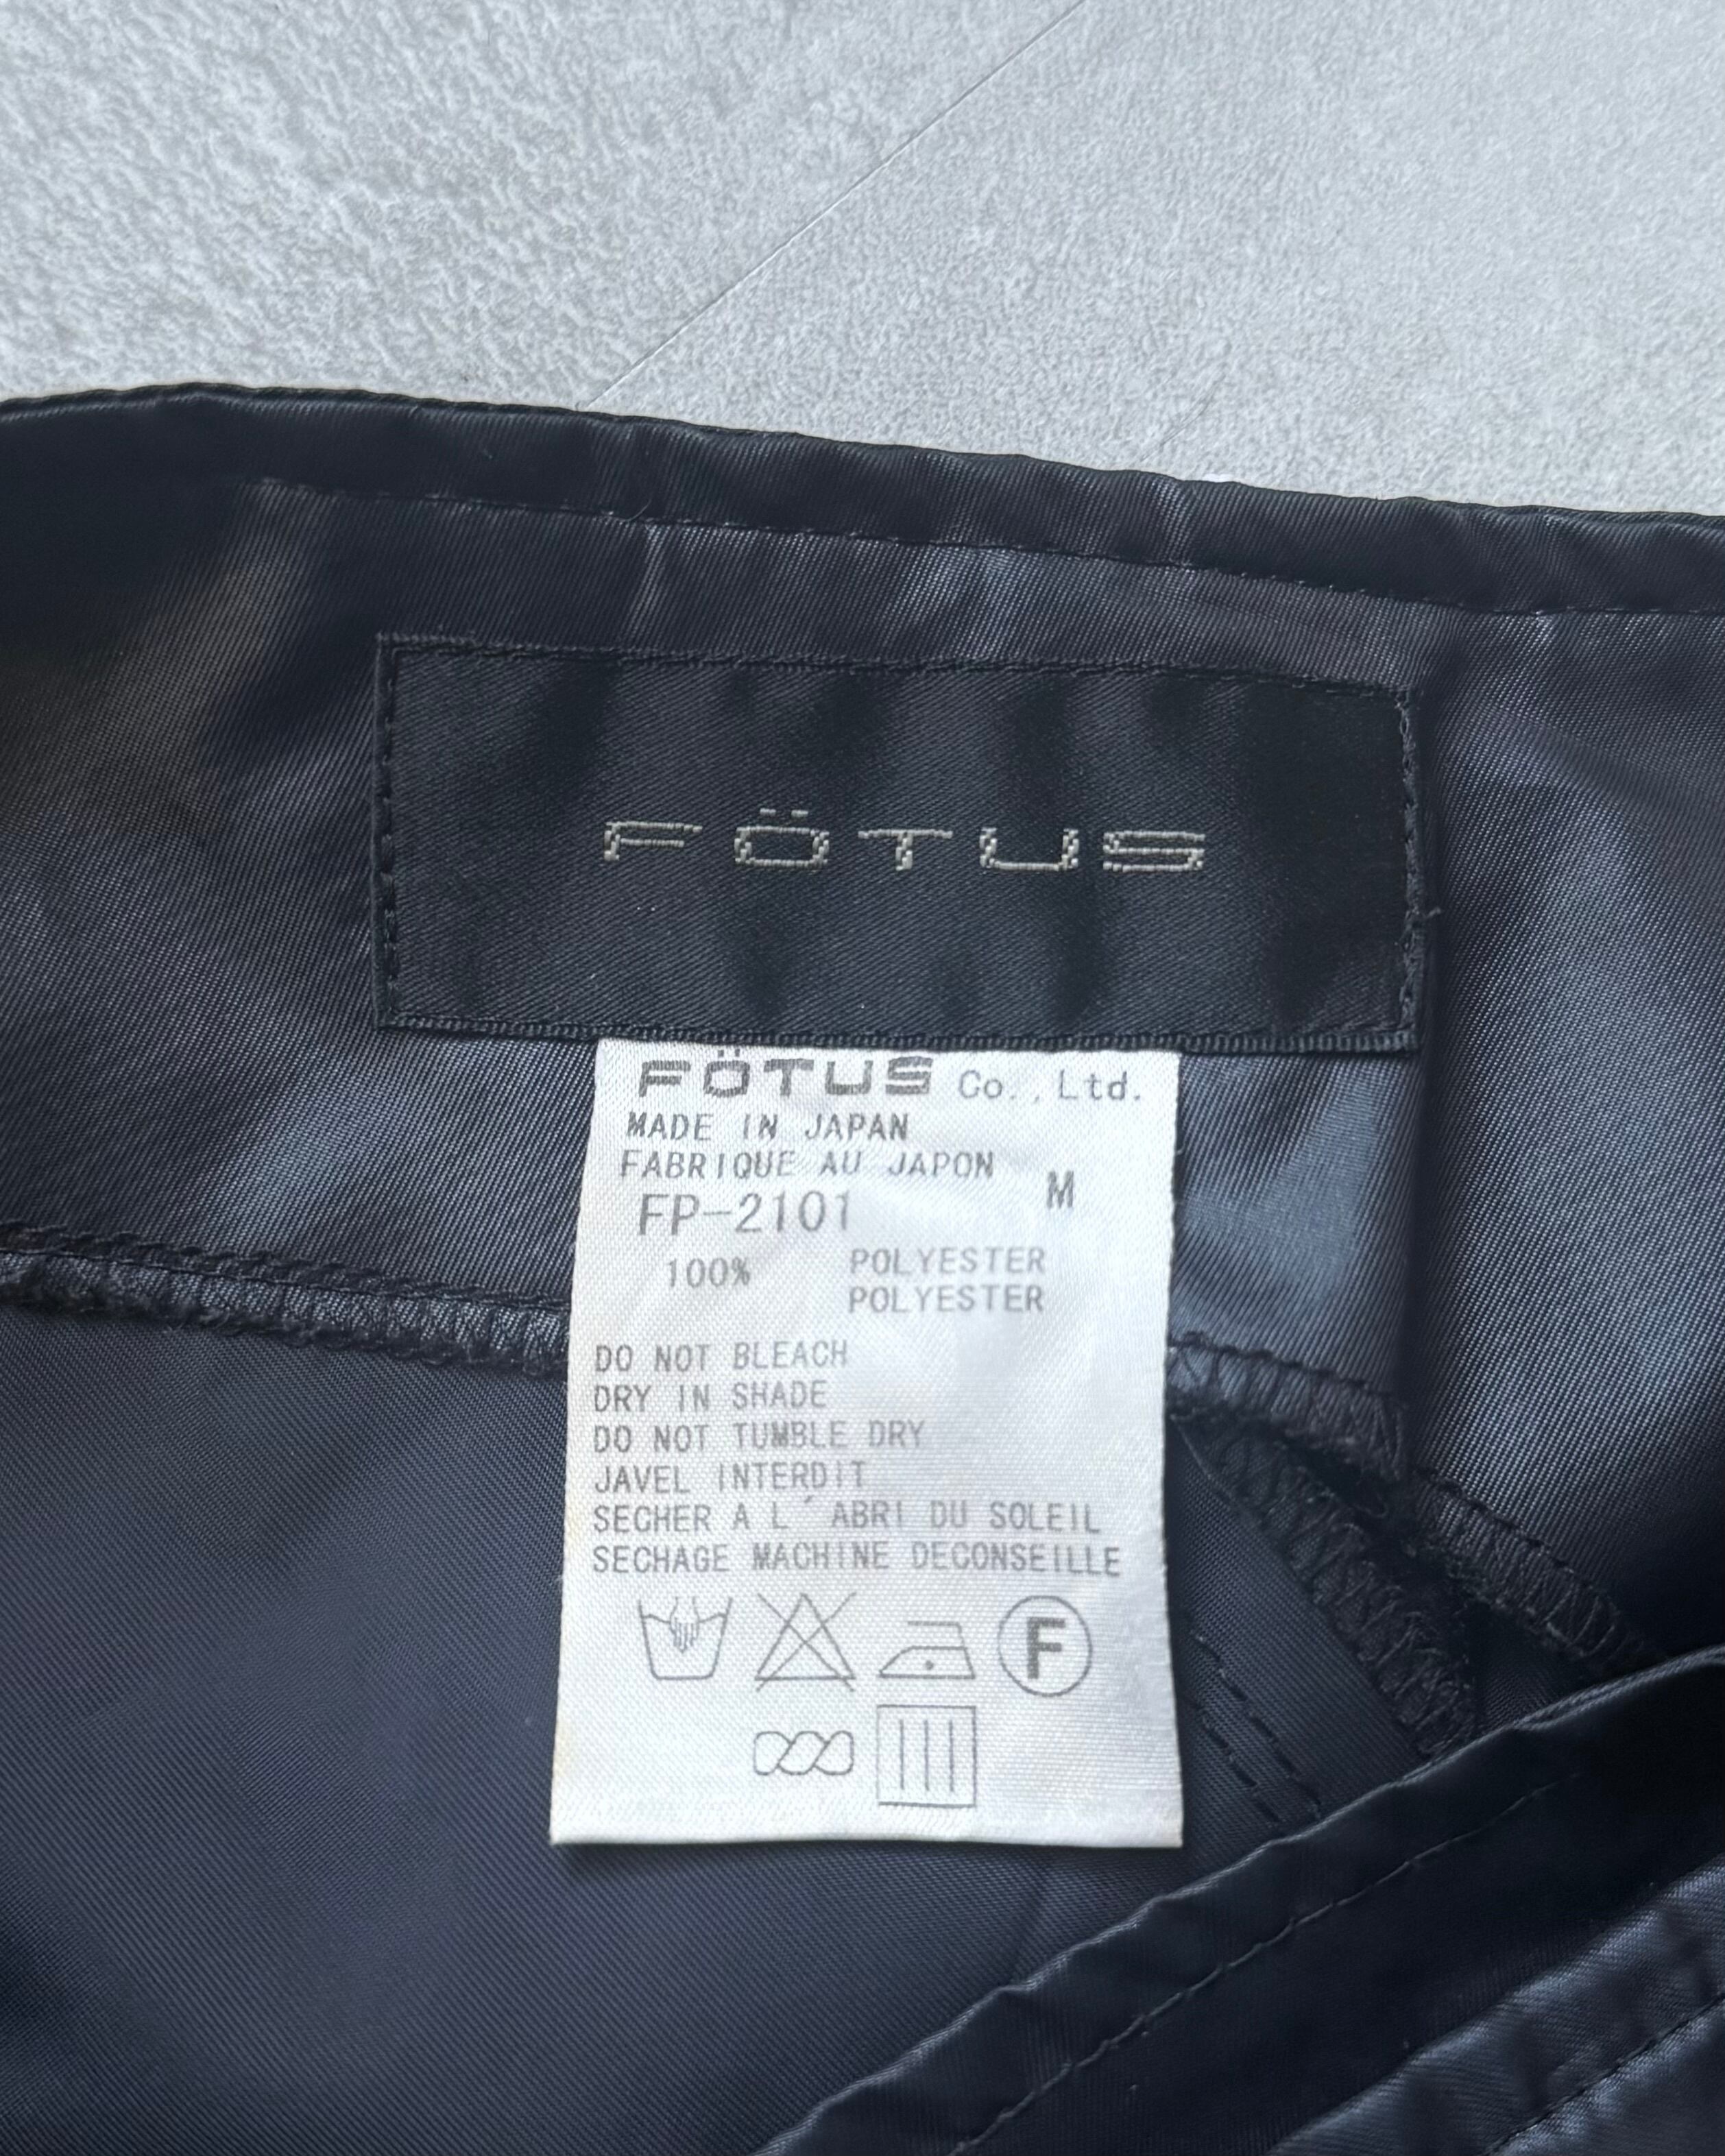 FÖTUS
FÖTUS Co., Ltd.
MADE IN JAPAN
FABRIQUE AU JAPON
M
FP-2101
100% POLYESTER
POLYESTER
DO NOT BLEACH
DRY IN SHADE
DO NOT TUMBLE DRY
JAVEL INTERDIT
SECHER A L´ABRI DU SOLEIL
SECHAGE MACHINE DECONSEILLE
F